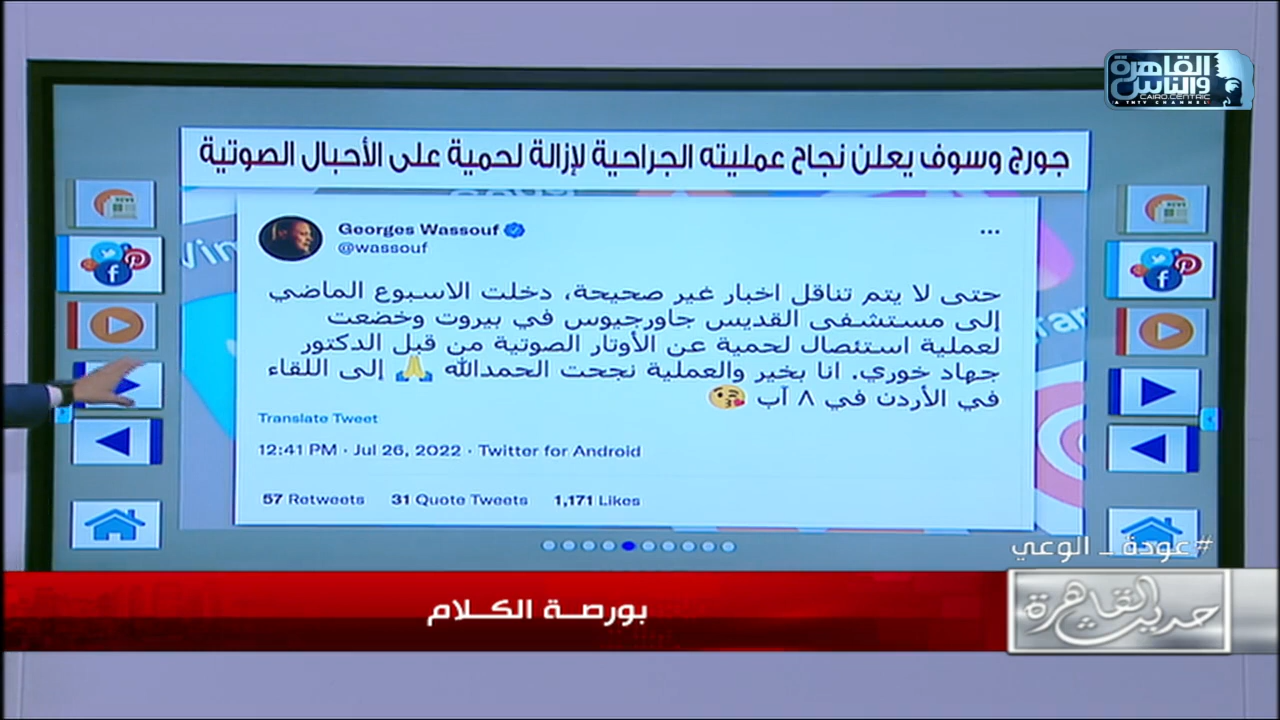 القاهرة
والناس
CAIRO.CENTRIC
A TNTV CHANNEL
جورج وسوف يعلن نجاح عمليته الجراحية لإزالة لحمية على الأحبال الصوتية
NEWS
NEWS
Georges Wassouf
@wassouf
...
حتى لا يتم تناقل اخبار غير صحيحة، دخلت الاسبوع الماضي
إلى مستشفى القديس جاورجيوس في بيروت وخضعت
لعملية استئصال لحمية عن الأوتار الصوتية من قبل الدكتور
جهاد خوري. انا بخير والعملية نجحت الحمدالله 🙏 إلى اللقاء
في الأردن في ٨ آب 😘
Translate Tweet
12:41 PM · Jul 26, 2022 · Twitter for Android
57 Retweets 31 Quote Tweets 1,171 Likes
#عودة_الوعي
حديث القاهرة
بورصة الكلام